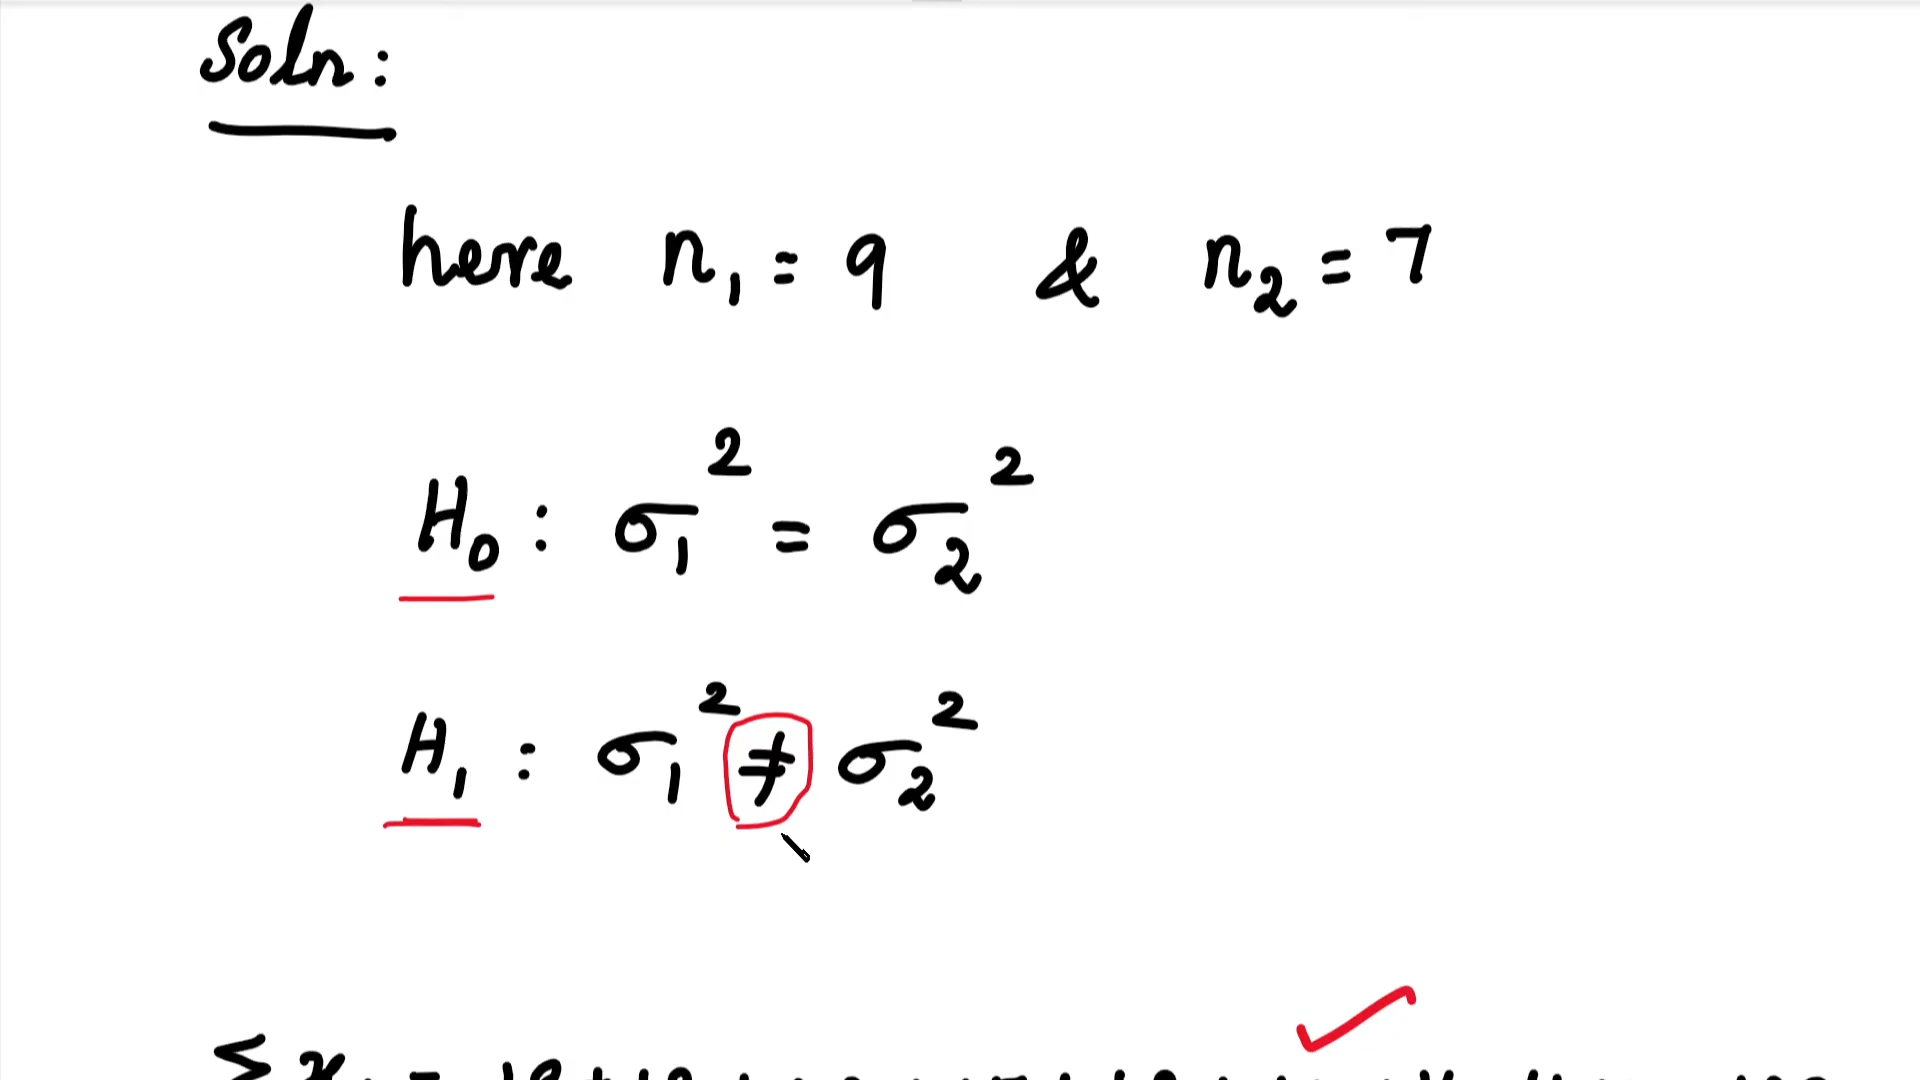 Soln:
here n₁ = 9 & n₂ = 7
H₀ : σ₁² = σ₂²
H₁ : σ₁² ≠ σ₂²